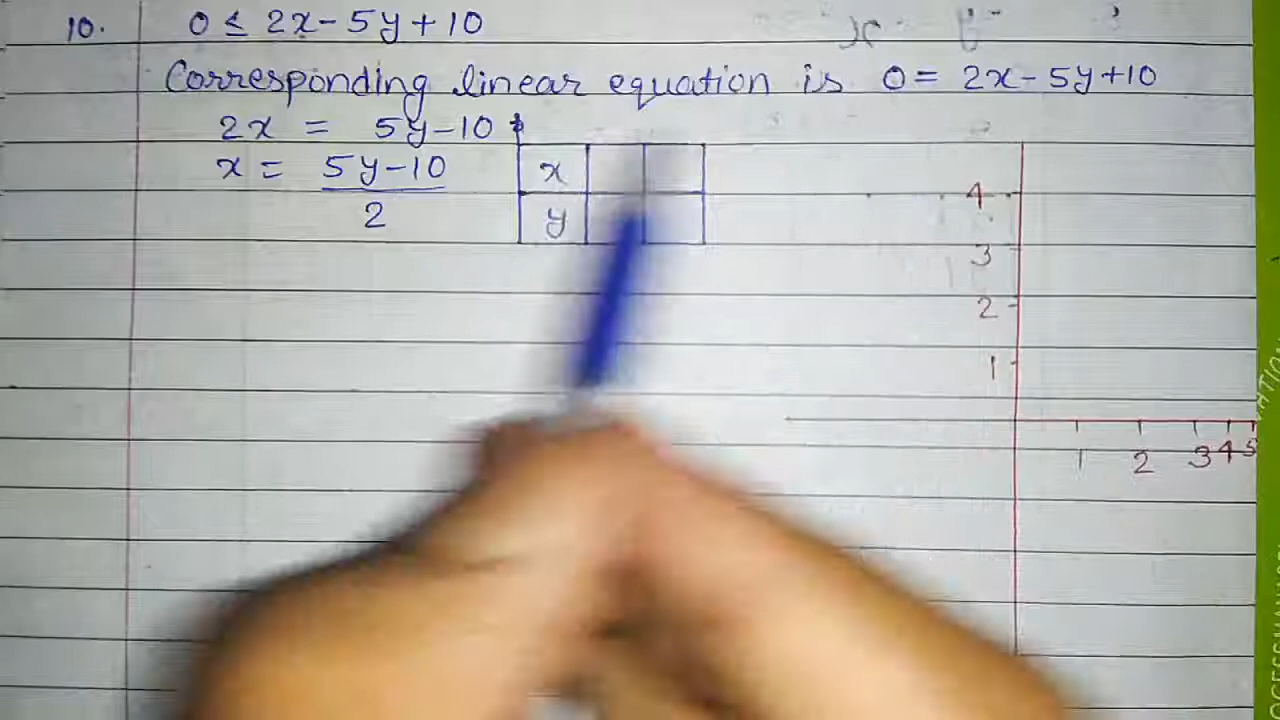 10. 0 ≤ 2x - 5y + 10
Corresponding linear equation is 0 = 2x - 5y + 10
2x = 5y - 10
x = 5y - 10
2
x
y
4
3
2
1
1 2 3 4 5